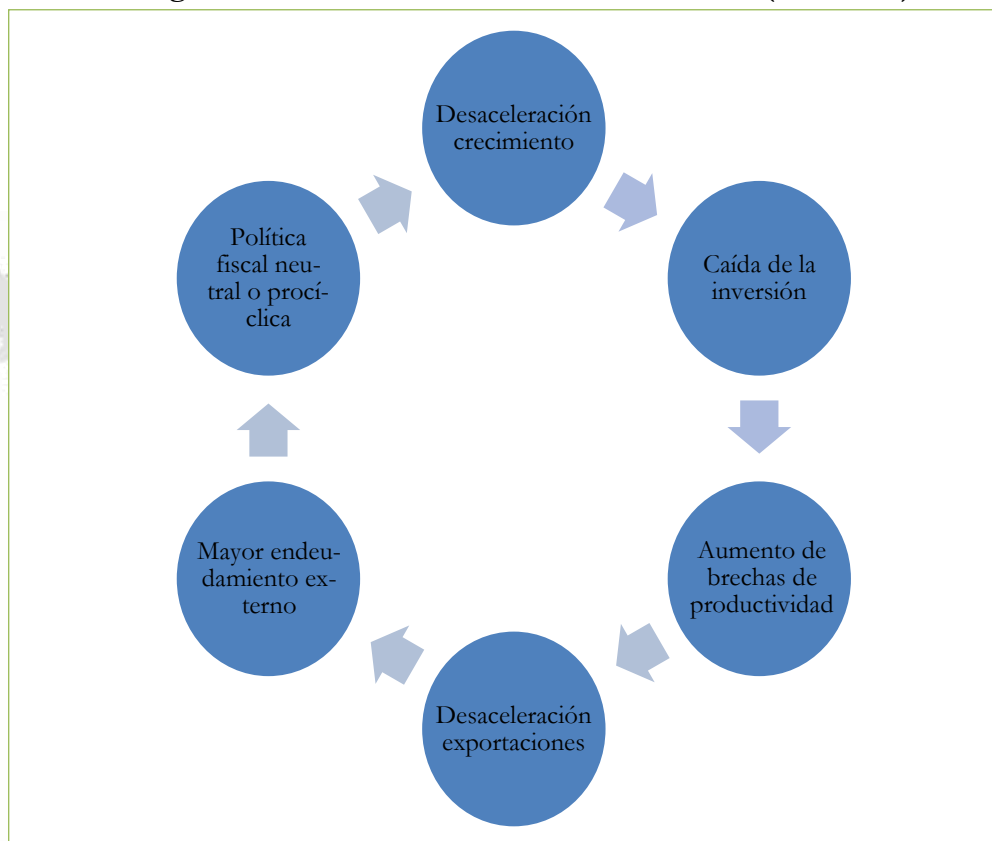 Desaceleración
crecimiento
Caída de la
inversión
Aumento de
brechas de
productividad
Desaceleración
exportaciones
Mayor endeu-
damiento ex-
terno
Política
fiscal neu-
tral o procí-
clica